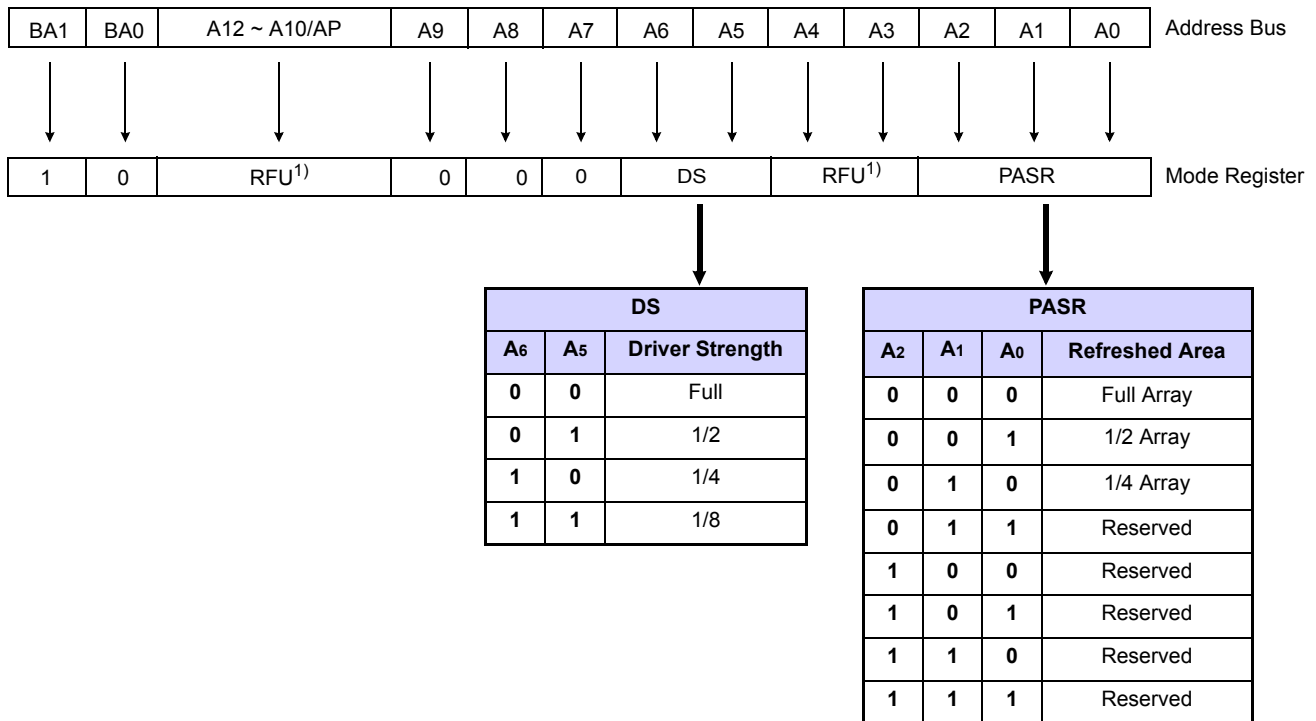 BA1 BA0 A12 ~ A10/AP A9 A8 A7 A6 A5 A4 A3 A2 A1 A0 Address Bus
1 0 RFU1) 0 0 0 DS RFU1) PASR Mode Register
DS
A6 A5 Driver Strength
0 0 Full
0 1 1/2
1 0 1/4
1 1 1/8
PASR
A2 A1 A0 Refreshed Area
0 0 0 Full Array
0 0 1 1/2 Array
0 1 0 1/4 Array
0 1 1 Reserved
1 0 0 Reserved
1 0 1 Reserved
1 1 0 Reserved
1 1 1 Reserved